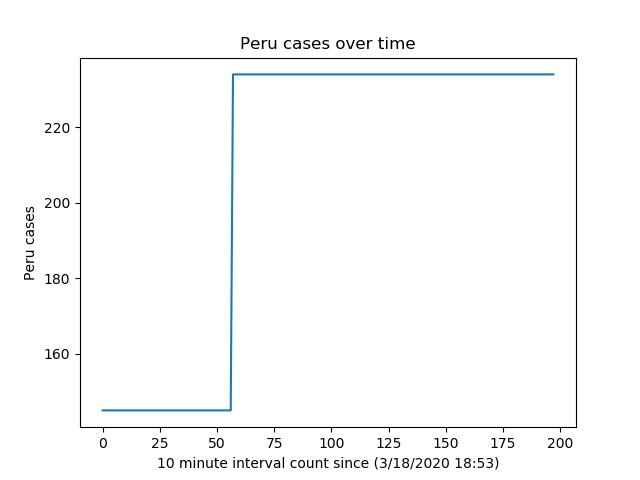 Peru cases over time
Peru cases
220
200
180
160
0 25 50 75 100 125 150 175 200
10 minute interval count since (3/18/2020 18:53)